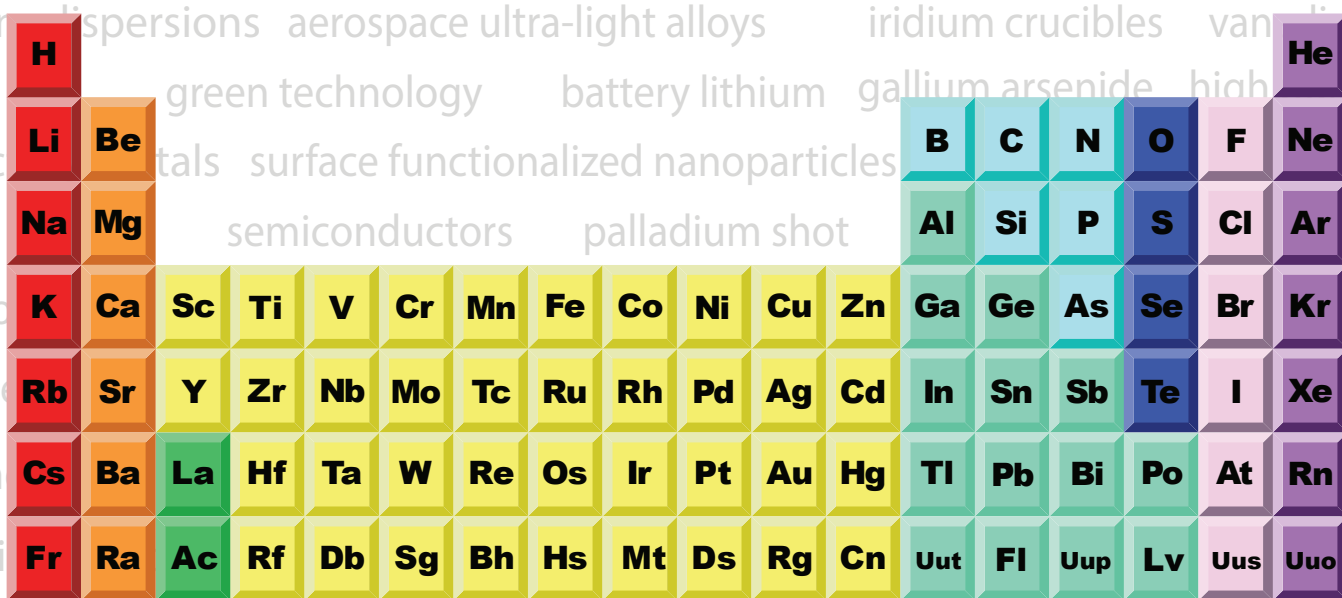 dispersions aerospace ultra-light alloys iridium crucibles
H He
green technology battery lithium gallium arsenide high
Li Be B C N O F Ne
surface functionalized nanoparticles
Na Mg Al Si P S Cl Ar
semiconductors palladium shot
K Ca Sc Ti V Cr Mn Fe Co Ni Cu Zn Ga Ge As Se Br Kr
Rb Sr Y Zr Nb Mo Tc Ru Rh Pd Ag Cd In Sn Sb Te I Xe
Cs Ba La Hf Ta W Re Os Ir Pt Au Hg Tl Pb Bi Po At Rn
Fr Ra Ac Rf Db Sg Bh Hs Mt Ds Rg Cn Uut Fl Uup Lv Uus Uuo